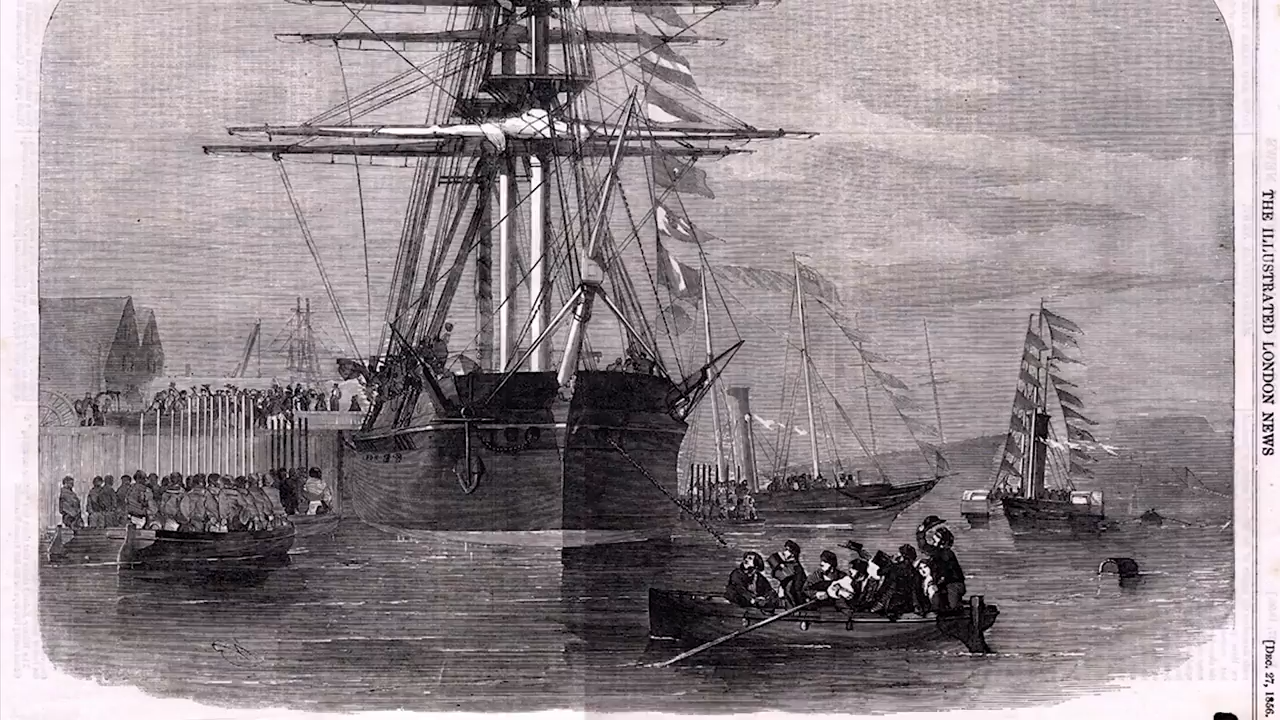 THE ILLUSTRATED LONDON NEWS
[DEC. 27, 1856.